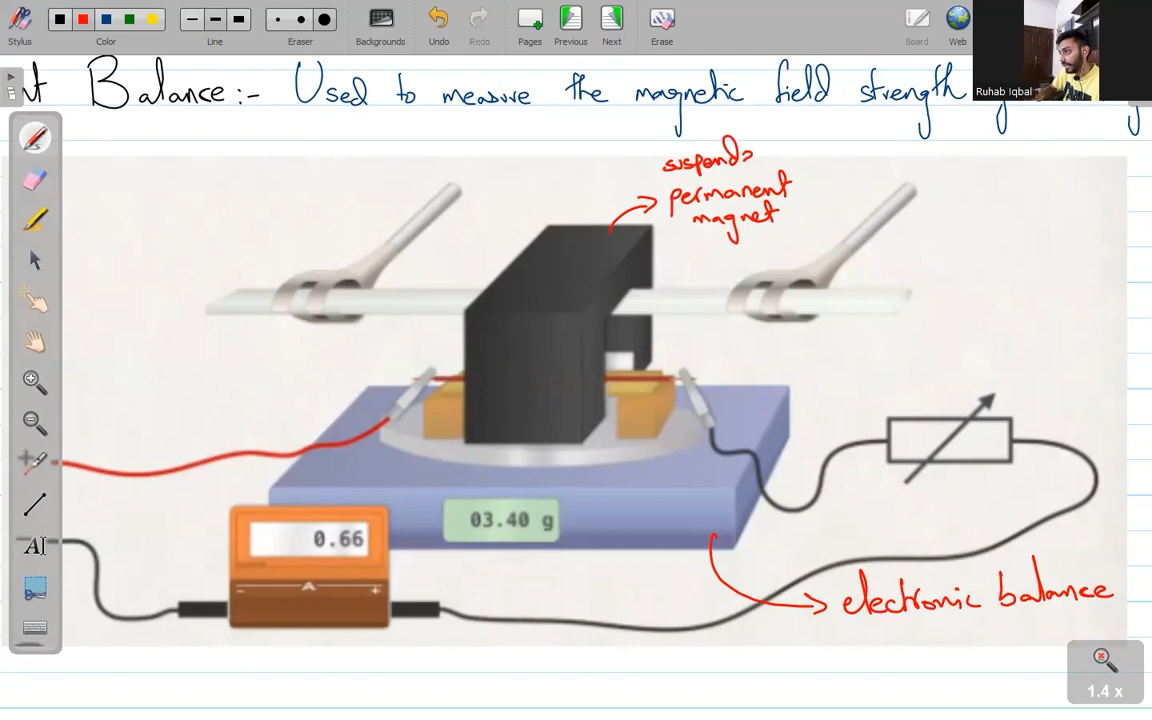 Stylus
Color
Line
Eraser
Backgrounds
Undo
Redo
Pages
Previous
Next
Erase
Board
Web
Ruhab Iqbal
Balance:- Used to measure the magnetic field strength
suspends
permanent
magnet
03.40 g
0.66
A
- +
electronic balance
A
1.4 x